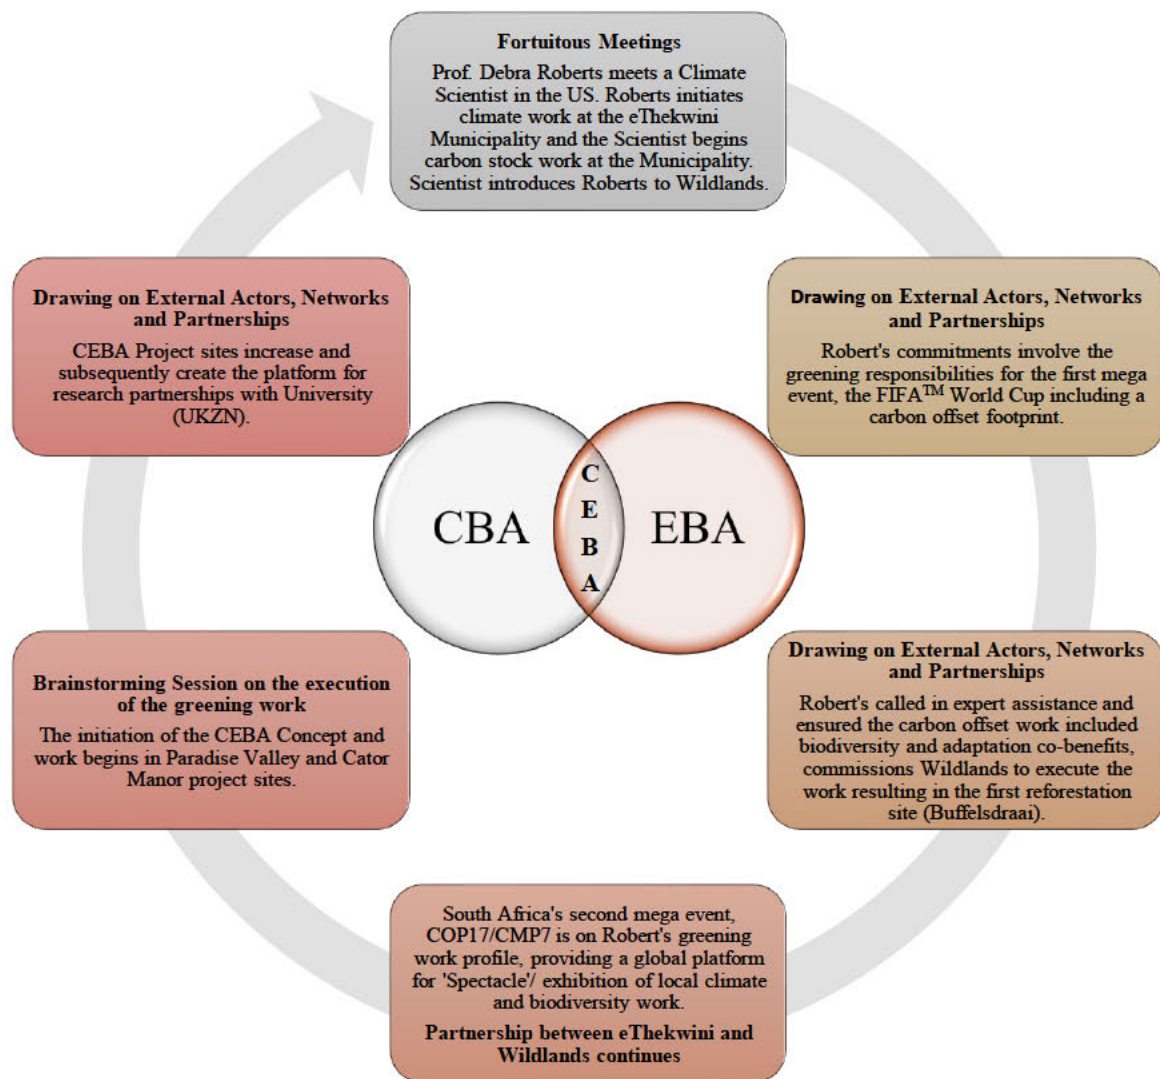 Fortuitous Meetings
Prof. Debra Roberts meets a Climate
Scientist in the US. Roberts initiates
climate work at the eThekwini
Municipality and the Scientist begins
carbon stock work at the Municipality.
Scientist introduces Roberts to Wildlands.
Drawing on External Actors, Networks
and Partnerships
Robert's commitments involve the
greening responsibilities for the first mega
event, the FIFA™ World Cup including a
carbon offset footprint.
Drawing on External Actors, Networks
and Partnerships
Robert's called in expert assistance and
ensured the carbon offset work included
biodiversity and adaptation co-benefits,
commissions Wildlands to execute the
work resulting in the first reforestation
site (Buffelsdraai).
South Africa's second mega event,
COP17/CMP7 is on Robert's greening
work profile, providing a global platform
for 'Spectacle'/ exhibition of local climate
and biodiversity work.
Partnership between eThekwini and
Wildlands continues
Brainstorming Session on the execution
of the greening work
The initiation of the CEBA Concept and
work begins in Paradise Valley and Cator
Manor project sites.
Drawing on External Actors, Networks
and Partnerships
CEBA Project sites increase and
subsequently create the platform for
research partnerships with University
(UKZN).
CBA
C
E
B
A
EBA